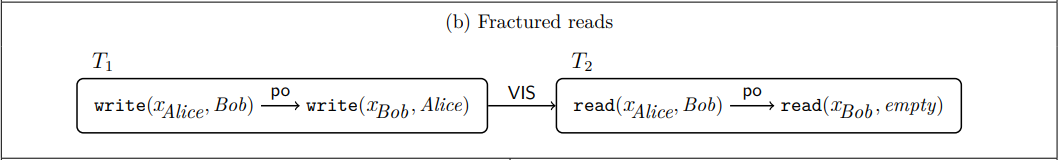 (b) Fractured reads
T1 T2
write(xAlice, Bob) po write(xBob, Alice) VIS read(xAlice, Bob) po read(xBob, empty)